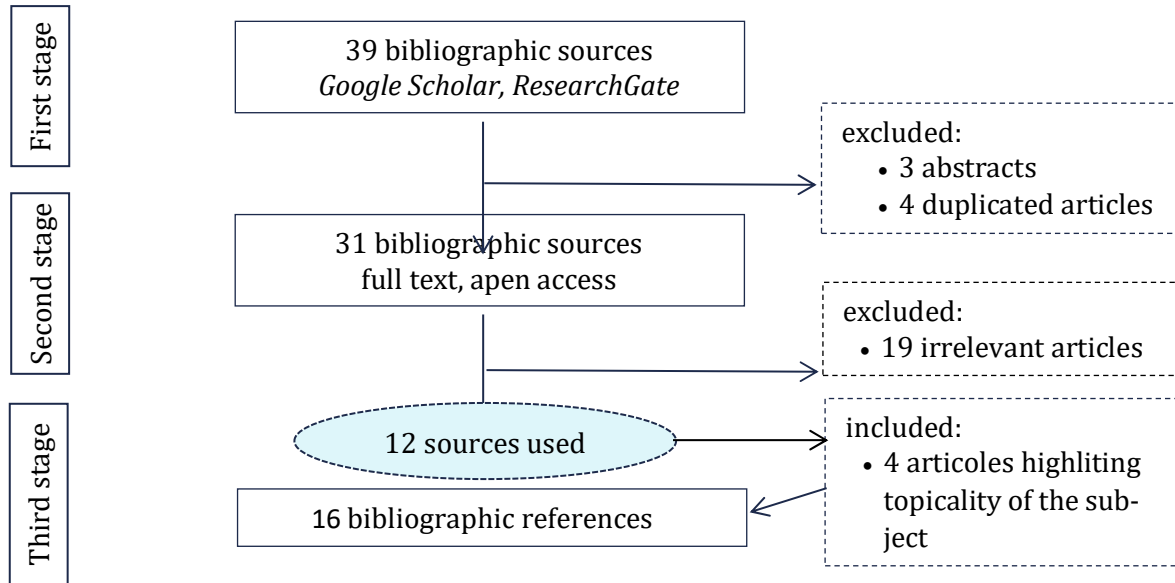 First stage
39 bibliographic sources
Google Scholar, ResearchGate
excluded:
• 3 abstracts
• 4 duplicated articles
Second stage
31 bibliographic sources
full text, apen access
excluded:
• 19 irrelevant articles
Third stage
12 sources used
included:
• 4 articoles highliting
topicality of the sub-
ject
16 bibliographic references